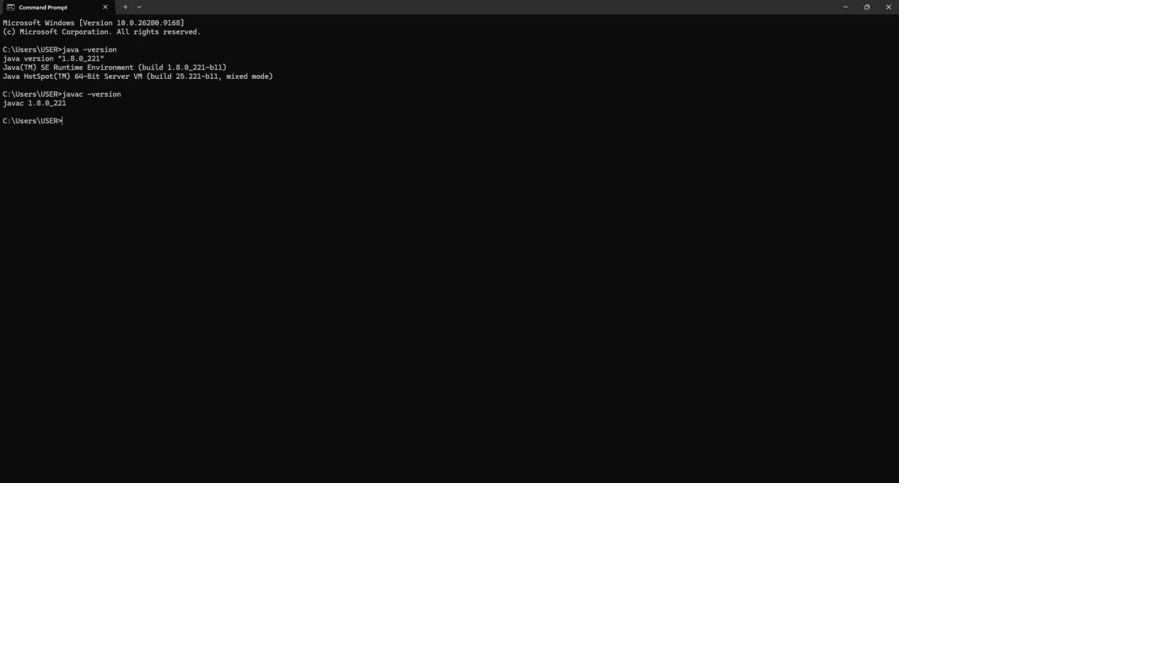 Command Prompt
Microsoft Windows [Version 10.0.26200.9168]
(c) Microsoft Corporation. All rights reserved.
C:\Users\USER>java -version
java version "1.8.0_221"
Java(TM) SE Runtime Environment (build 1.8.0_221-b11)
Java HotSpot(TM) 64-Bit Server VM (build 25.221-b11, mixed mode)
C:\Users\USER>javac -version
javac 1.8.0_221
C:\Users\USER>